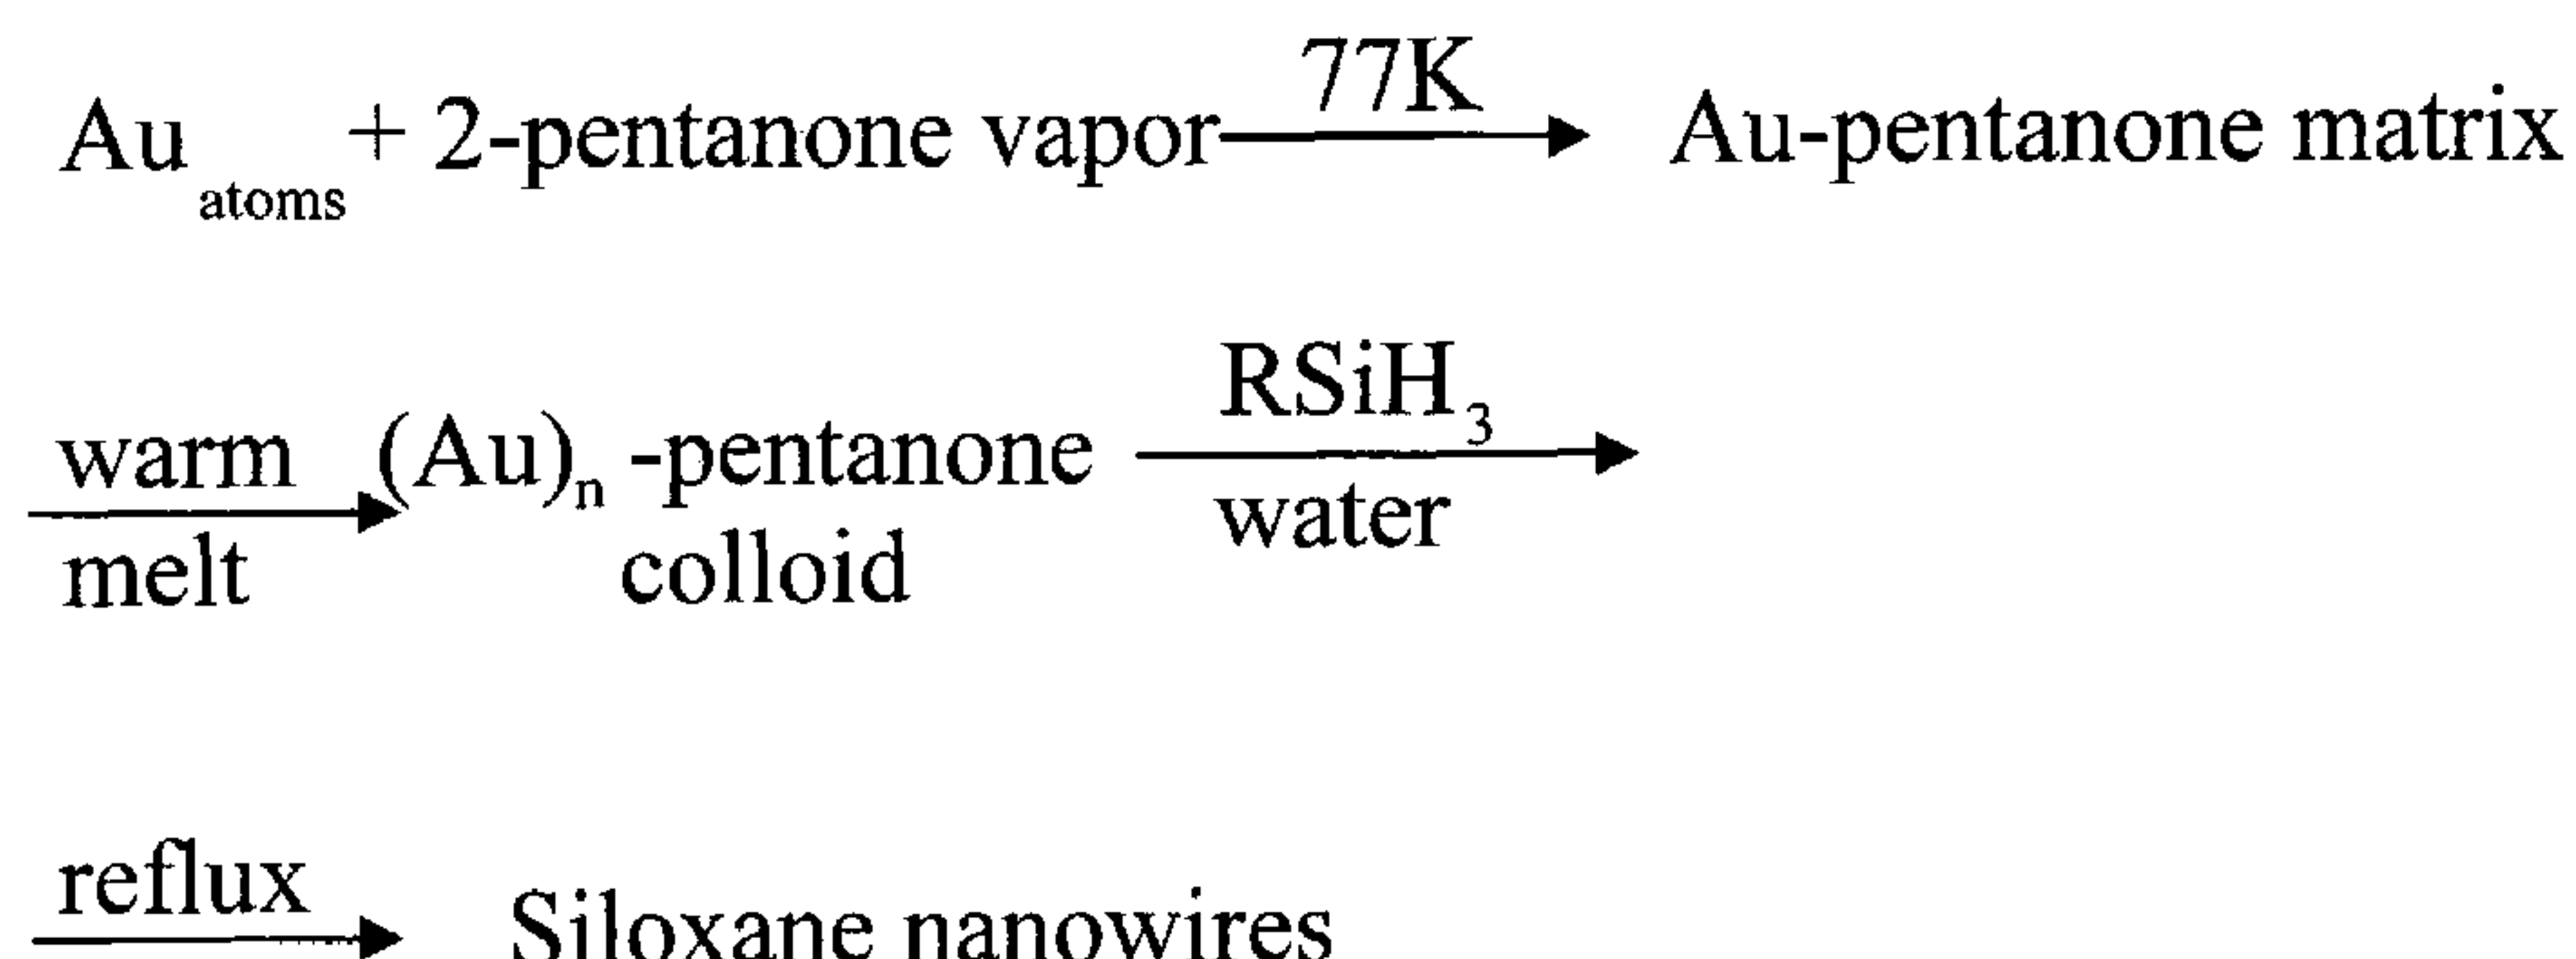 77K
Au atoms + 2-pentanone vapor → Au-pentanone matrix
RSiH₃
warm (Au)ₙ -pentanone
melt colloid water
reflux
Siloxane nanowires